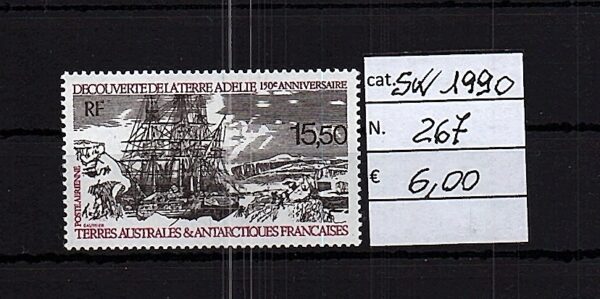 DECOUVERTE DE LA TERRE ADELIE 150e ANNIVERSAIRE
RF
15,50
POSTE AERIENNE
GAUTHIER
TERRES AUSTRALES & ANTARCTIQUES FRANCAISES
cat. SW 1990
N. 267
€ 6,00